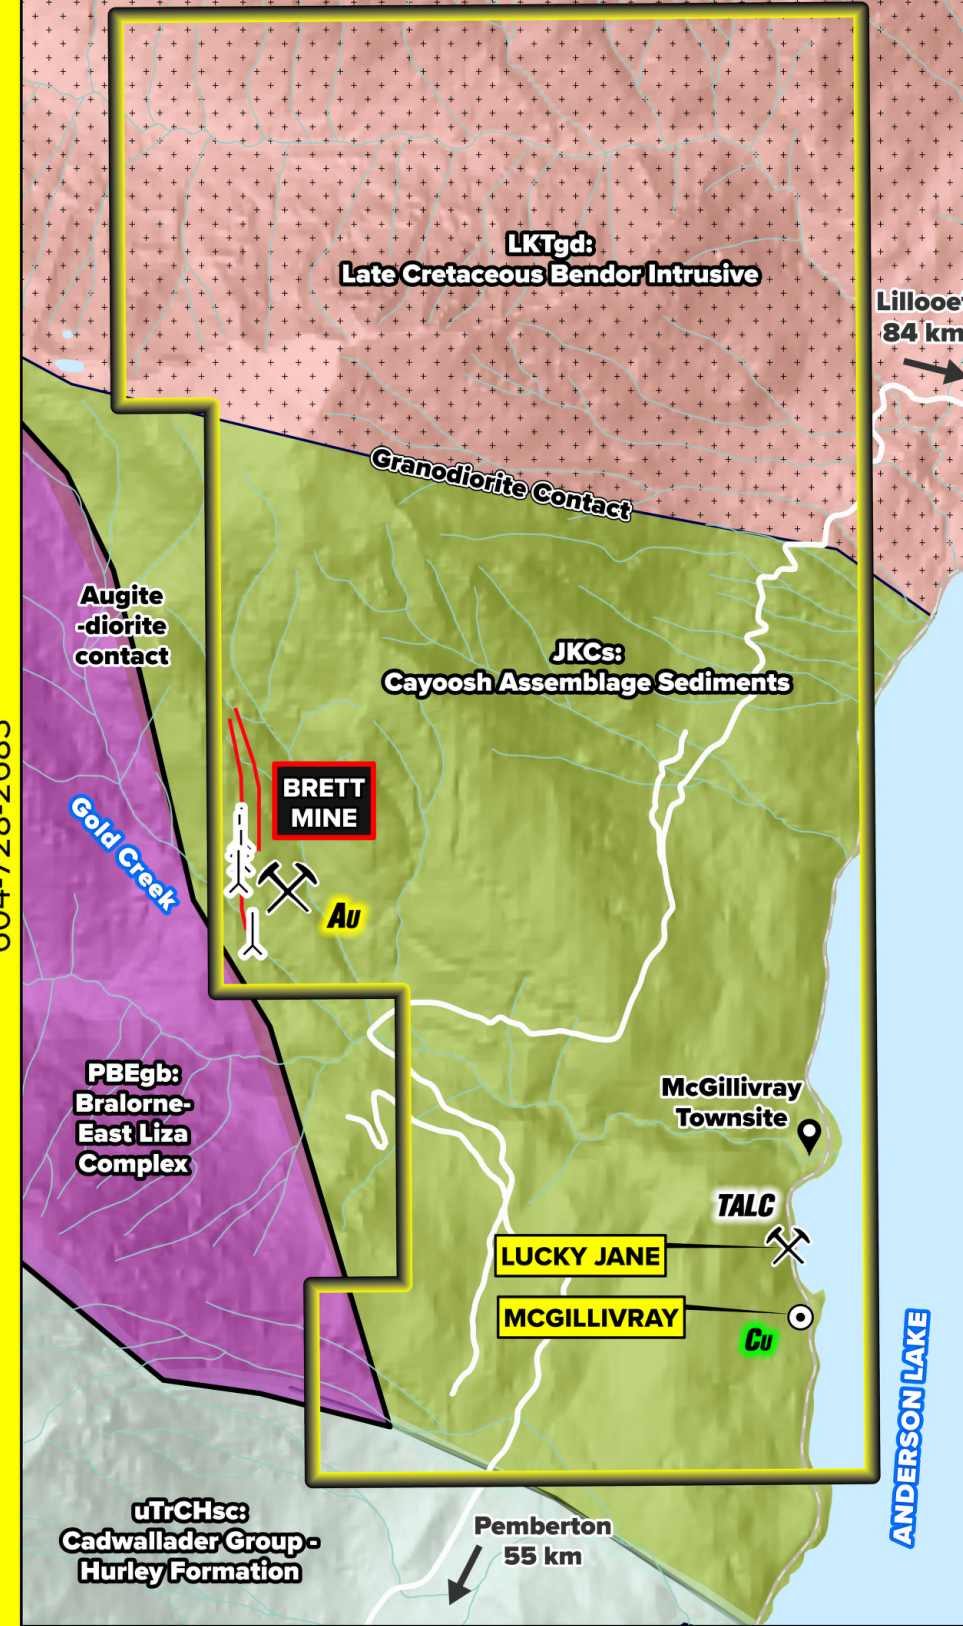 LKTgd:
Late Cretaceous Bendor Intrusive
84 km
Granodiorite Contact
Augite
-diorite
contact
JKCs:
Cayoosh Assemblage Sediments
BRETT
MINE
Gold Creek
Au
PBEgb:
Bralorne-
East Liza
Complex
McGillivray
Townsite
TALC
LUCKY JANE
MCGILLIVRAY
Cu
ANDERSON LAKE
uTrCHsc:
Cadwallader Group -
Hurley Formation
Pemberton
55 km